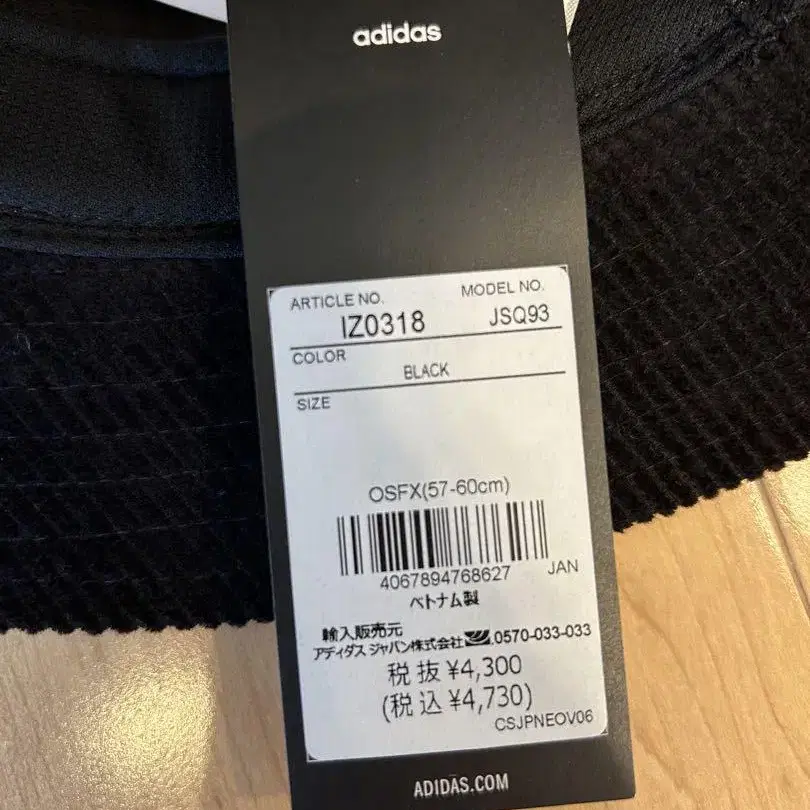 adidas
ARTICLE NO. MODEL NO.
IZ0318 JSQ93
COLOR
BLACK
SIZE
OSFX(57-60cm)
4067894768627 JAN
ベトナム製
輸入販売元
アディダス ジャパン株式会社 .0570-033-033
税抜 ¥4,300
(税込 ¥4,730)
CSJPNEOV06
ADIDAS.COM